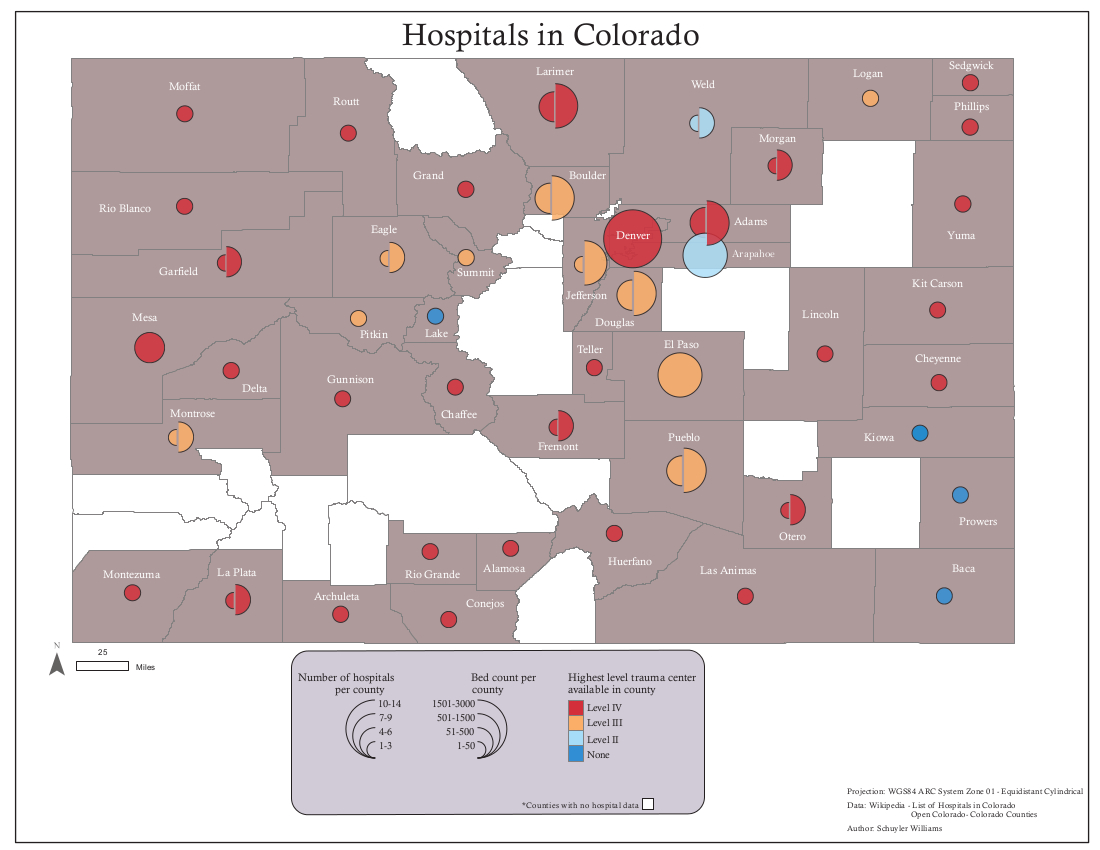 Hospitals in Colorado
Sedgwick
Larimer
Logan
Moffat
Weld
Routt
Phillips
Morgan
Grand
Boulder
Rio Blanco
Adams
Eagle
Denver
Yuma
Arapahoe
Garfield
Summit
Kit Carson
Jefferson
Mesa
Lincoln
Douglas
Pitkin
Lake
El Paso
Teller
Cheyenne
Gunnison
Delta
Montrose
Chaffee
Pueblo
Kiowa
Fremont
Prowers
Otero
Huerfano
Baca
Alamosa
Las Animas
La Plata
Montezuma
Rio Grande
Archuleta
Conejos
N
25
Miles
Number of hospitals
per county
10-14
7-9
4-6
1-3
Bed count per
county
1501-3000
501-1500
51-500
1-50
Highest level trauma center
available in county
Level IV
Level III
Level II
None
*Counties with no hospital data
Projection: WGS84 ARC System Zone 01 - Equidistant Cylindrical
Data: Wikipedia - List of Hospitals in Colorado
Open Colorado- Colorado Counties
Author: Schuyler Williams